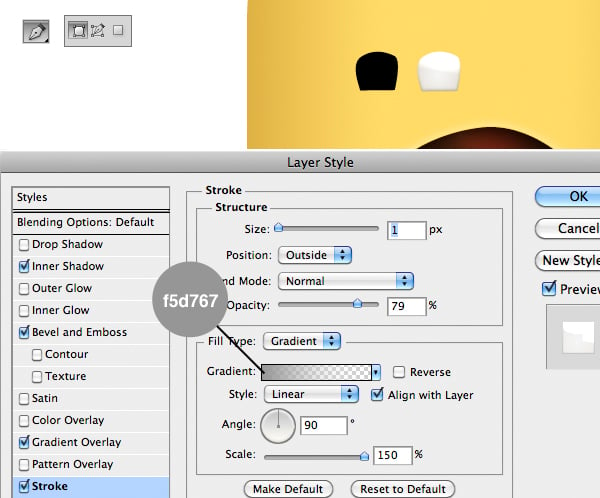 Layer Style
Styles
Blending Options: Default
Drop Shadow
Inner Shadow
Outer Glow
Inner Glow
Bevel and Emboss
Contour
Texture
Satin
Color Overlay
Gradient Overlay
Pattern Overlay
Stroke
Stroke
Structure
Size: 1 px
Position: Outside
nd Mode: Normal
Opacity: 79 %
f5d767
Fill Type: Gradient
Gradient: Reverse
Style: Linear Align with Layer
Angle: 90 °
Scale: 150 %
Make Default Reset to Default
OK
Cancel
New Style
Preview